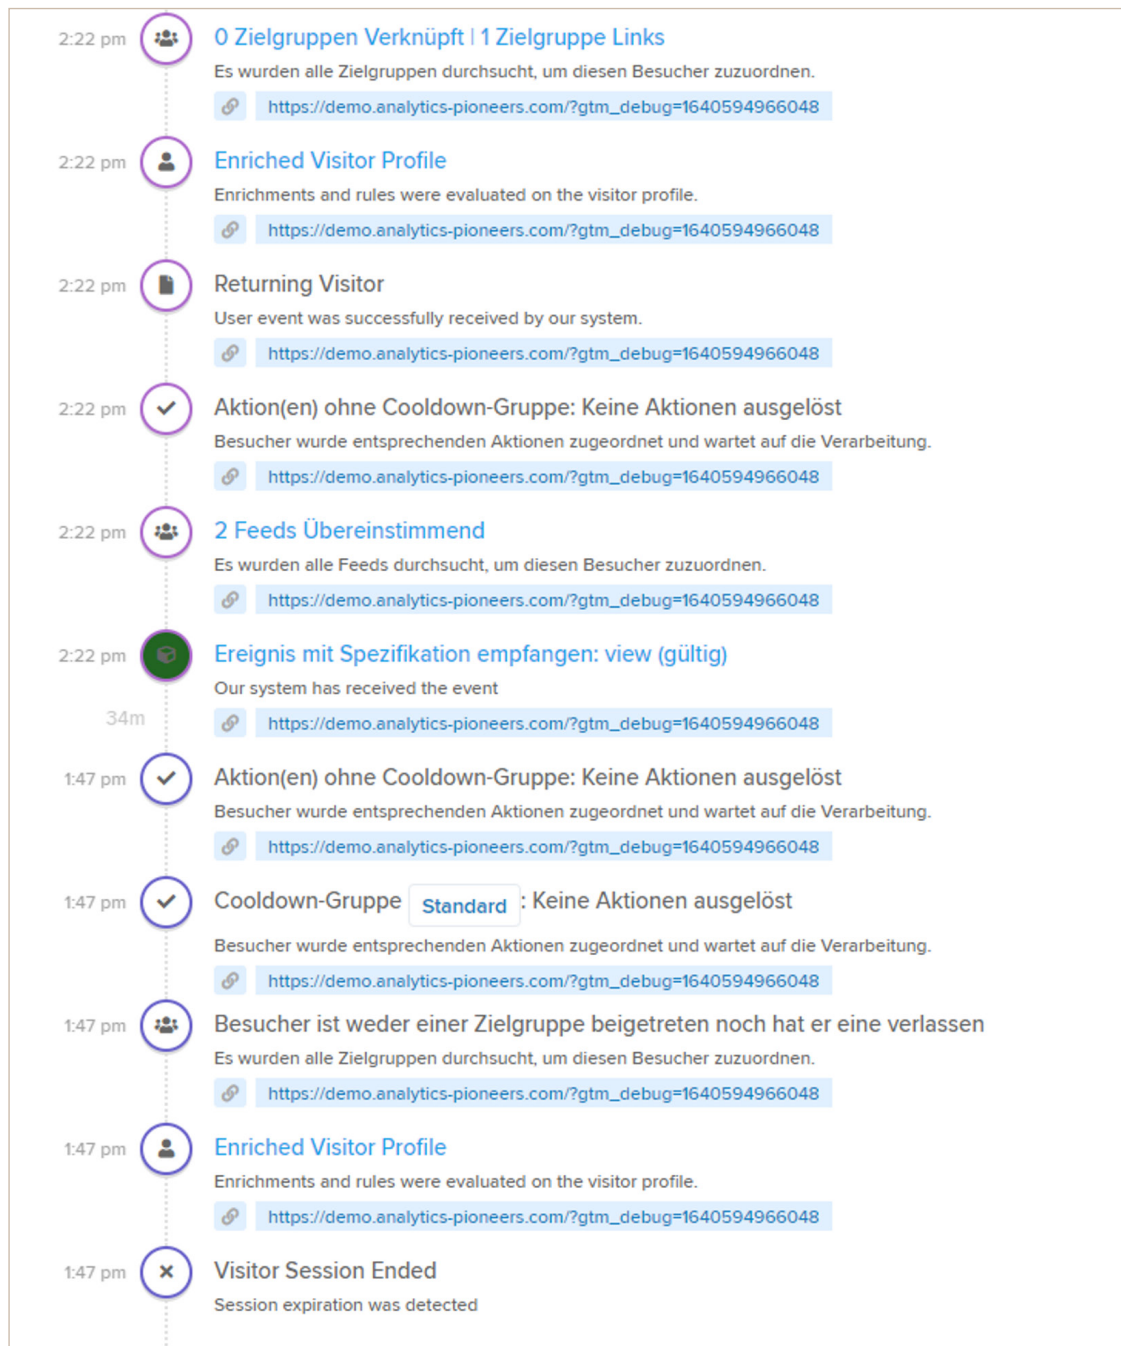 2:22 pm
0 Zielgruppen Verknüpft | 1 Zielgruppe Links
Es wurden alle Zielgruppen durchsucht, um diesen Besucher zuzuordnen.
https://demo.analytics-pioneers.com/?gtm_debug=1640594966048
2:22 pm
Enriched Visitor Profile
Enrichments and rules were evaluated on the visitor profile.
https://demo.analytics-pioneers.com/?gtm_debug=1640594966048
2:22 pm
Returning Visitor
User event was successfully received by our system.
https://demo.analytics-pioneers.com/?gtm_debug=1640594966048
2:22 pm
Aktion(en) ohne Cooldown-Gruppe: Keine Aktionen ausgelöst
Besucher wurde entsprechenden Aktionen zugeordnet und wartet auf die Verarbeitung.
https://demo.analytics-pioneers.com/?gtm_debug=1640594966048
2:22 pm
2 Feeds Übereinstimmend
Es wurden alle Feeds durchsucht, um diesen Besucher zuzuordnen.
https://demo.analytics-pioneers.com/?gtm_debug=1640594966048
2:22 pm
Ereignis mit Spezifikation empfangen: view (gültig)
Our system has received the event
34m
https://demo.analytics-pioneers.com/?gtm_debug=1640594966048
1:47 pm
Aktion(en) ohne Cooldown-Gruppe: Keine Aktionen ausgelöst
Besucher wurde entsprechenden Aktionen zugeordnet und wartet auf die Verarbeitung.
https://demo.analytics-pioneers.com/?gtm_debug=1640594966048
1:47 pm
Cooldown-Gruppe Standard : Keine Aktionen ausgelöst
Besucher wurde entsprechenden Aktionen zugeordnet und wartet auf die Verarbeitung.
https://demo.analytics-pioneers.com/?gtm_debug=1640594966048
1:47 pm
Besucher ist weder einer Zielgruppe beigetreten noch hat er eine verlassen
Es wurden alle Zielgruppen durchsucht, um diesen Besucher zuzuordnen.
https://demo.analytics-pioneers.com/?gtm_debug=1640594966048
1:47 pm
Enriched Visitor Profile
Enrichments and rules were evaluated on the visitor profile.
https://demo.analytics-pioneers.com/?gtm_debug=1640594966048
1:47 pm
Visitor Session Ended
Session expiration was detected